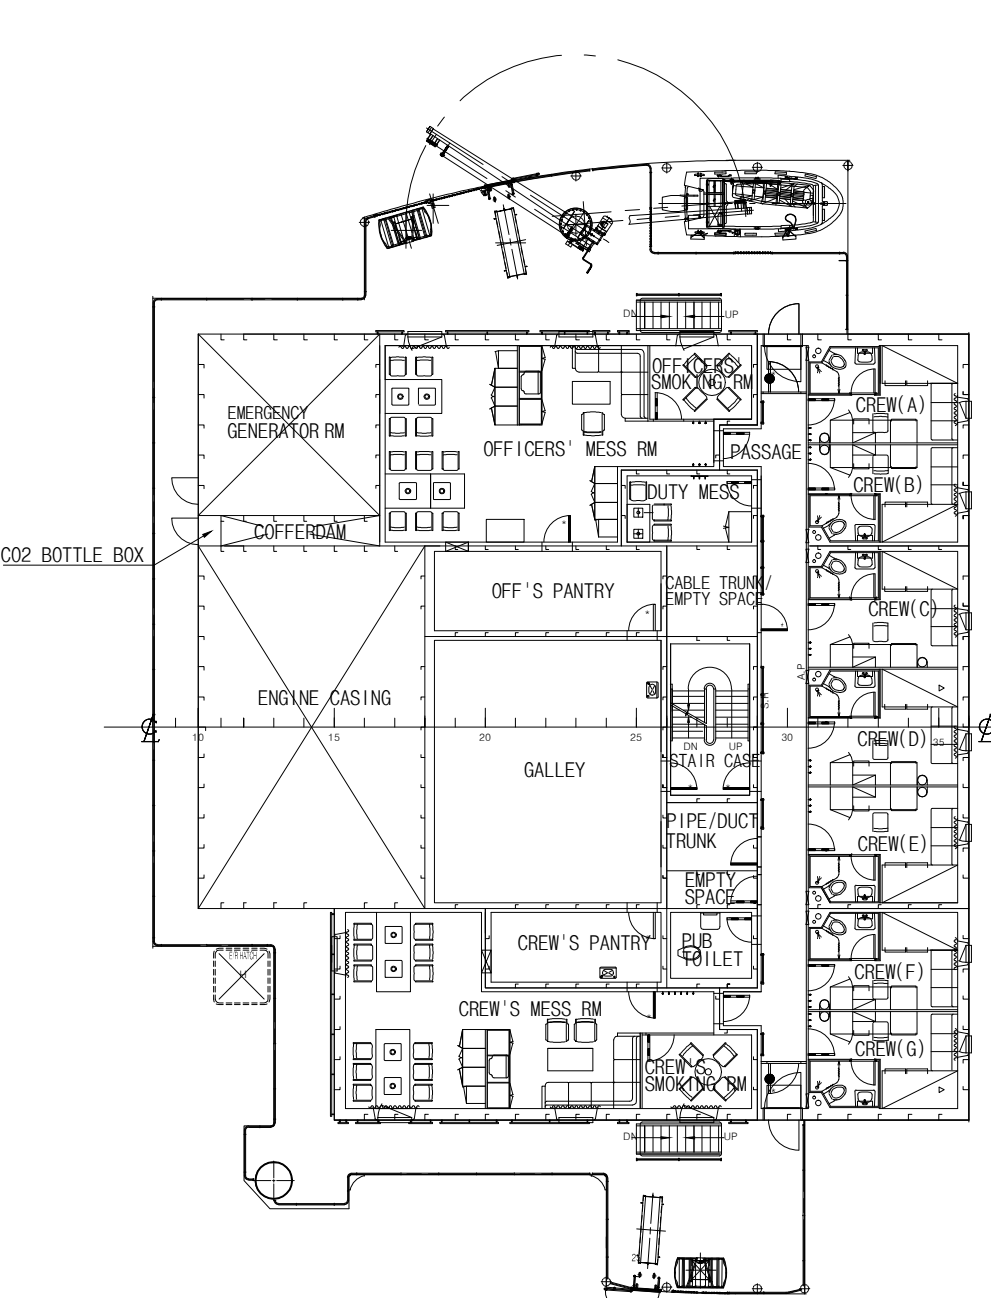 DN
UP
OFFICERS'
SMOKING RM
CREW(A)
EMERGENCY
GENERATOR RM
OFFICERS' MESS RM
PASSAGE
CREW(B)
DUTY MESS
COFFERDAM
CO2 BOTTLE BOX
OFF'S PANTRY
CABLE TRUNK/
EMPTY SPACE
CREW(C)
A.P
S.R
ENGINE CASING
10
15
20
25
30
35
DN
UP
CREW(D)
STAIR CASE
GALLEY
PIPE/DUCT
TRUNK
CREW(E)
EMPTY
SPACE
CREW'S PANTRY
PUB
TOILET
E/R HATCH
CREW(F)
CREW'S MESS RM
CREW(G)
CREW'S
SMOKING RM
DN
UP